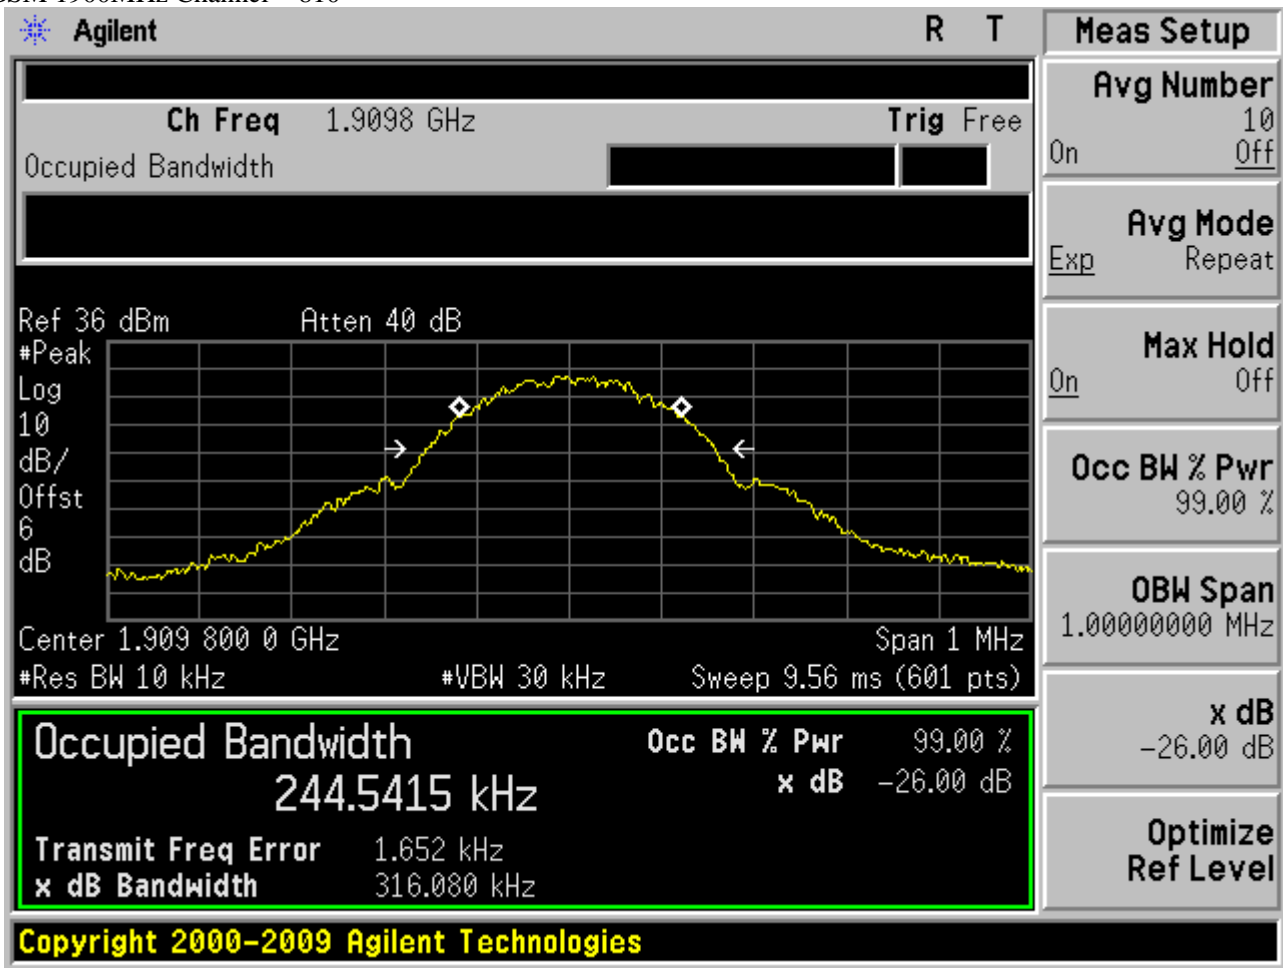 Agilent R T
Meas Setup
Ch Freq 1.9098 GHz Trig Free
Occupied Bandwidth
Ref 36 dBm Atten 40 dB
#Peak
Log
10
dB/
Offst
6
dB
Center 1.909 800 0 GHz Span 1 MHz
#Res BW 10 kHz #VBW 30 kHz Sweep 9.56 ms (601 pts)
Occupied Bandwidth
244.5415 kHz
Occ BW % Pwr 99.00 %
x dB -26.00 dB
Transmit Freq Error 1.652 kHz
x dB Bandwidth 316.080 kHz
Copyright 2000-2009 Agilent Technologies
Avg Number
10
On Off
Avg Mode
Exp Repeat
Max Hold
On Off
Occ BW % Pwr
99.00 %
OBW Span
1.00000000 MHz
x dB
-26.00 dB
Optimize
Ref Level